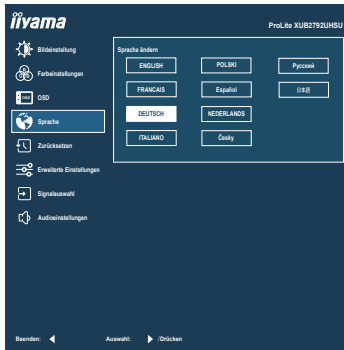 iiyama
ProLite XUB2792UHSU
Bildeinstellung
Farbeinstellungen
OSD
OSD
Sprache
Zurücksetzen
Erweiterte Einstellungen
Signalauswahl
Audioeinstellungen
Sprache ändern
ENGLISH POLSKI Русский
FRANCAIS Español 日本語
DEUTSCH NEDERLANDS
ITALIANO Česky
Beenden: Auswahl: /Drücken